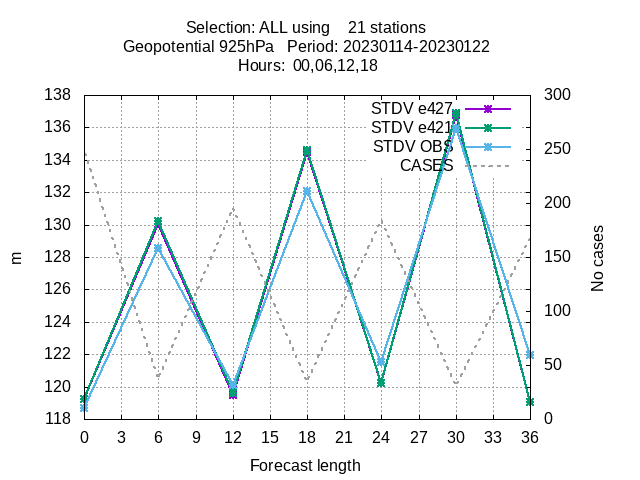 Selection: ALL using 21 stations
Geopotential 925hPa Period: 20230114-20230122
Hours: 00,06,12,18
138
136
134
132
130
128
126
124
122
120
118
300
250
200
150
100
50
0
STDV e427
STDV e421
STDV OBS
CASES
m
No cases
0 3 6 9 12 15 18 21 24 27 30 33 36
Forecast length